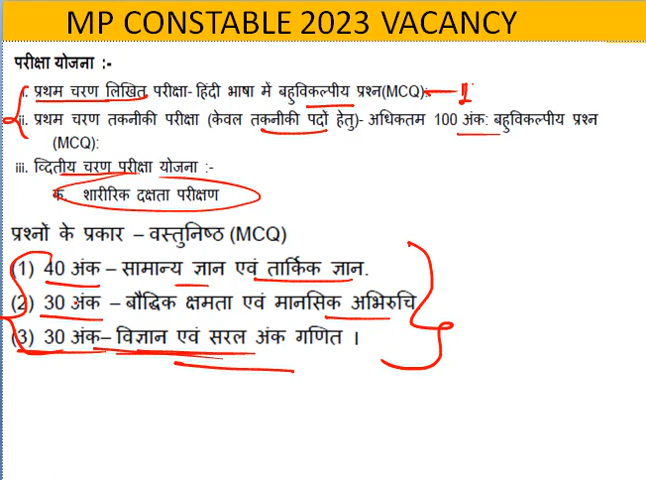 MP CONSTABLE 2023 VACANCY
परीक्षा योजना :-
i. प्रथम चरण लिखित परीक्षा- हिंदी भाषा में बहुविकल्पीय प्रश्न(MCQ): 1
ii. प्रथम चरण तकनीकी परीक्षा (केवल तकनीकी पदों हेतु)- अधिकतम 100 अंक: बहुविकल्पीय प्रश्न
(MCQ):
iii. व्दितीय चरण परीक्षा योजना :-
क. शारीरिक दक्षता परीक्षण
प्रश्नों के प्रकार – वस्तुनिष्ठ (MCQ)
(1) 40 अंक – सामान्य ज्ञान एवं तार्किक ज्ञान.
(2) 30 अंक – बौद्धिक क्षमता एवं मानसिक अभिरुचि
(3) 30 अंक– विज्ञान एवं सरल अंक गणित ।